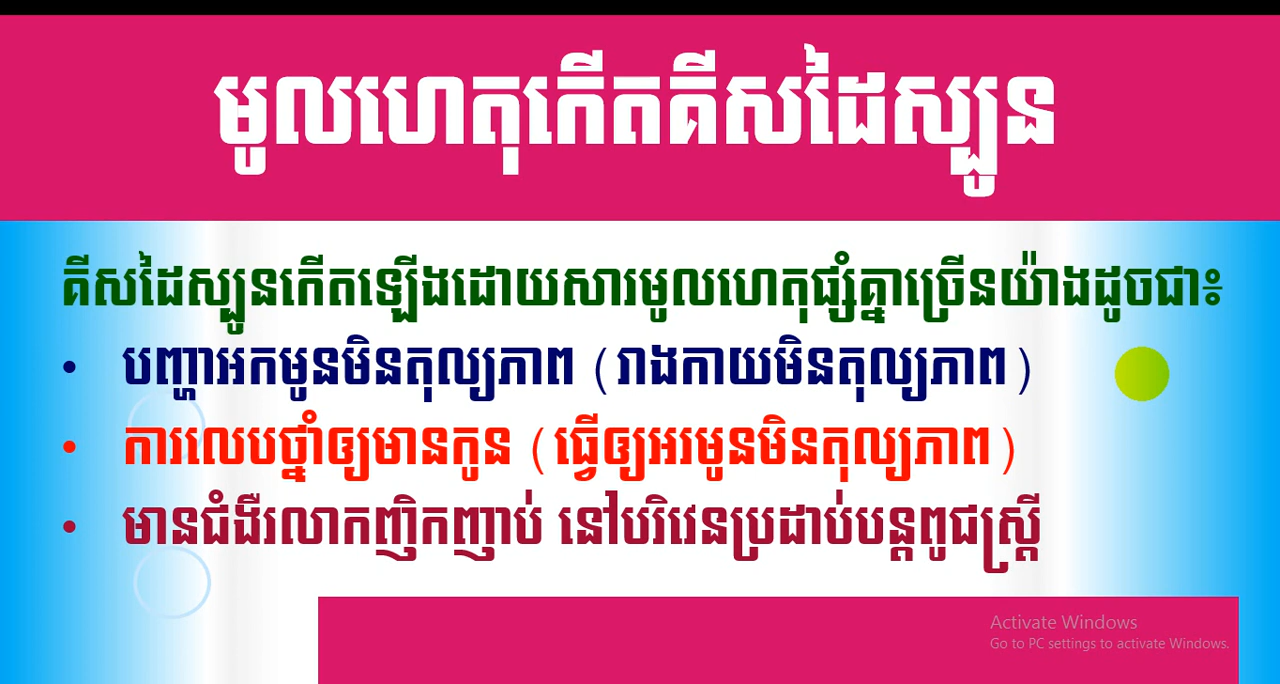 មូលហេតុកើតគីសដៃស្បូន
គីសដៃស្បូនកើតឡើងដោយសារមូលហេតុផ្សំគ្នាច្រើនយ៉ាងដូចជា៖
• បញ្ហាអកមូនមិនតុល្យភាព (រាងកាយមិនតុល្យភាព)
• ការលេបថ្នាំឲ្យមានកូន (ធ្វើឲ្យអរមូនមិនតុល្យភាព)
• មានជំងឺរលាកញិកញាប់ នៅបរិវេនប្រដាប់បន្តពូជស្ត្រី
Activate Windows
Go to PC settings to activate Windows.